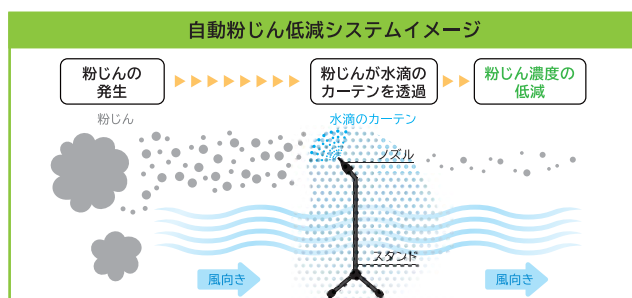 自動粉じん低減システムイメージ
粉じんの
発生
粉じんが水滴の
カーテンを透過
粉じん濃度の
低減
粉じん
水滴のカーテン
ノズル
スタンド
風向き
風向き